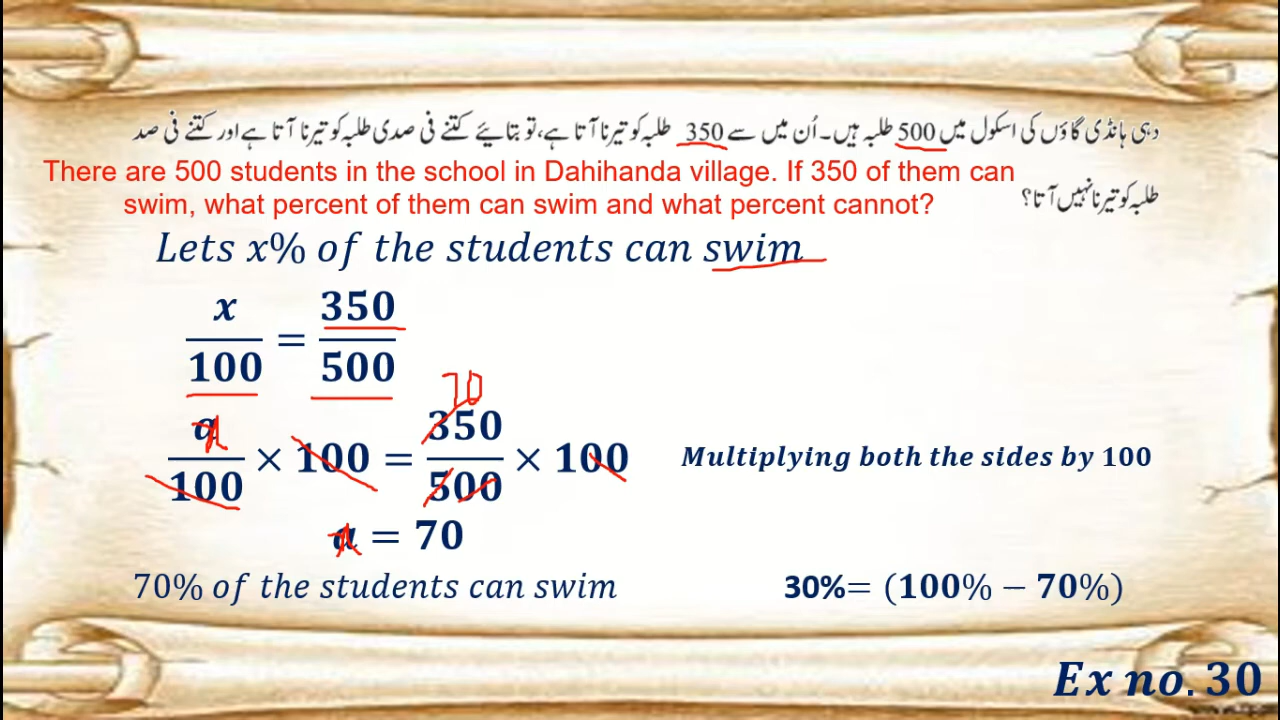 دہی ہانڈی گاؤں کی اسکول میں 500 طلبہ ہیں۔ اُن میں سے 350 طلبہ کو تیرنا آتا ہے، تو بتائیے کتنے فی صدی طلبہ کو تیرنا آتا ہے اور کتنے فی صد
طلبہ کو تیرنا نہیں آتا؟
There are 500 students in the school in Dahihanda village. If 350 of them can
swim, what percent of them can swim and what percent cannot?
Lets x% of the students can swim
x/100 = 350/500
70
a/100 × 100 = 350/500 × 100 Multiplying both the sides by 100
a = 70
70% of the students can swim 30%= (100% − 70%)
Ex no. 30